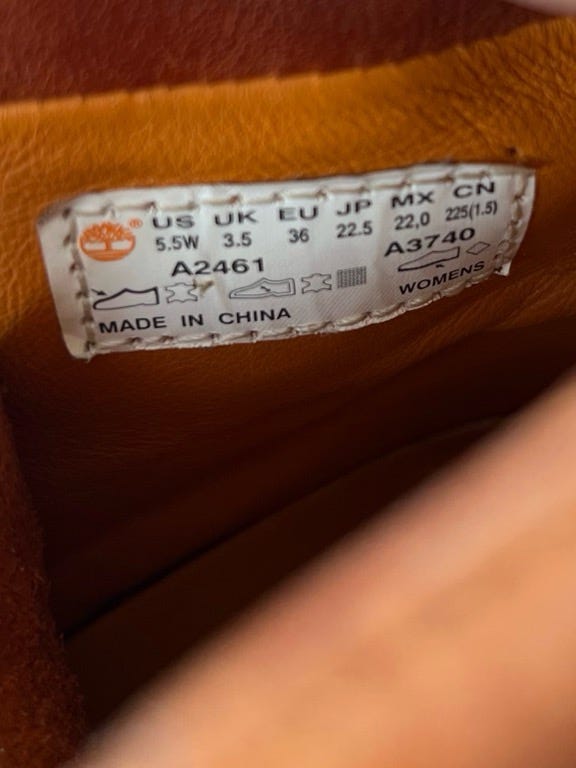 ® US UK EU JP MX CN
5.5W 3.5 36 22.5 22,0 225(1.5)
A2461 A3740
WOMENS
MADE IN CHINA